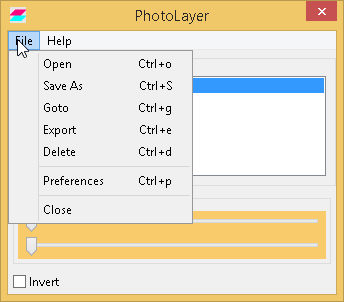 PhotoLayer
File Help
Open Ctrl+o
Save As Ctrl+S
Goto Ctrl+g
Export Ctrl+e
Delete Ctrl+d
Preferences Ctrl+p
Close
Invert